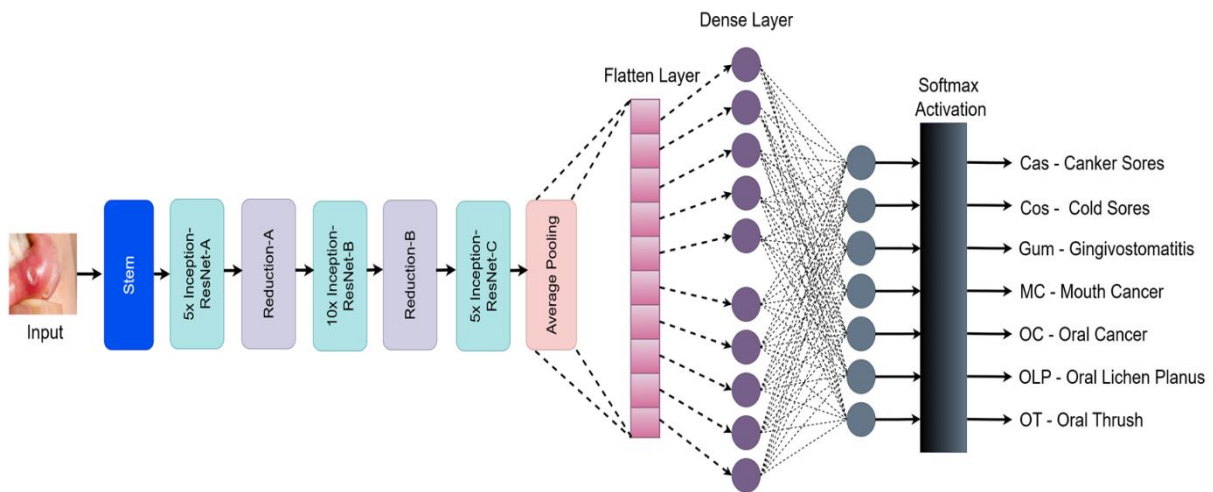 Dense Layer
Flatten Layer
Softmax
Activation
Input
Stem
5x Inception-
ResNet-A
Reduction-A
10x Inception-
ResNet-B
Reduction-B
5x Inception-
ResNet-C
Average Pooling
Cas - Canker Sores
Cos - Cold Sores
Gum - Gingivostomatitis
MC - Mouth Cancer
OC - Oral Cancer
OLP - Oral Lichen Planus
OT - Oral Thrush